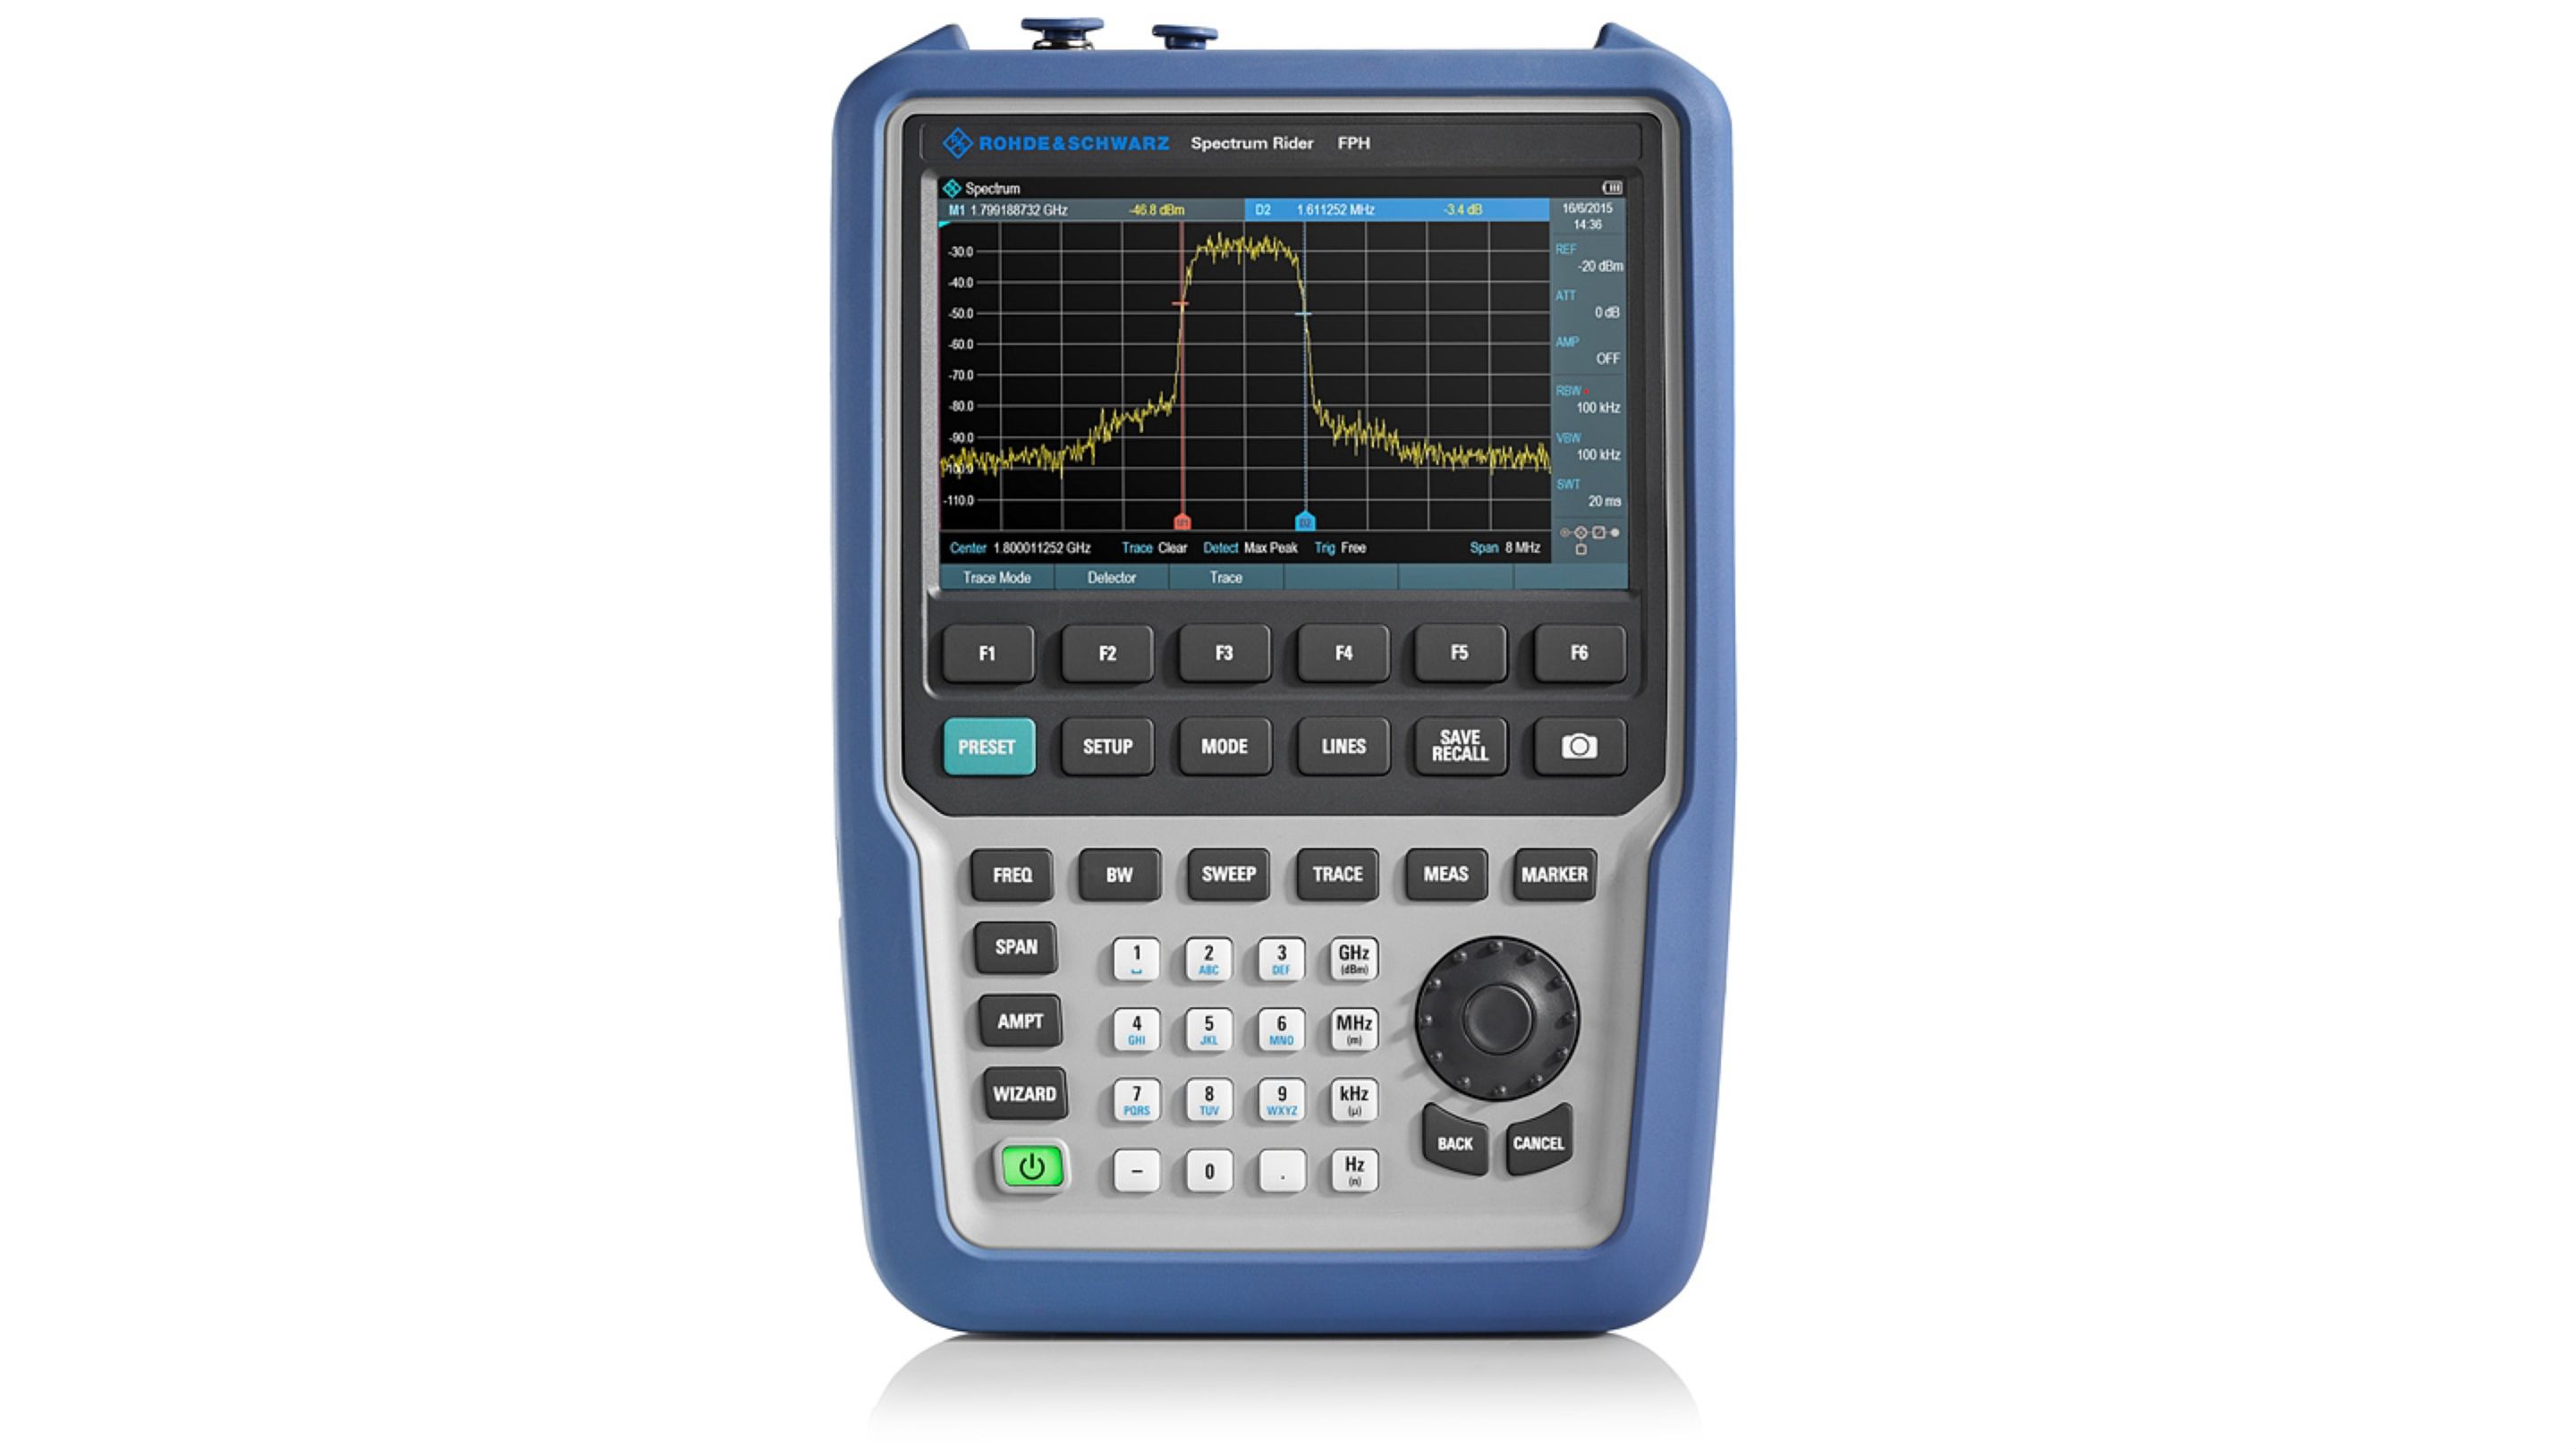 ROHDE&SCHWARZ Spectrum Rider FPH
Spectrum
M1 1.799188732 GHz -46.8 dBm D2 1.611252 MHz -3.4 dB 16/6/2015
14:36
REF
-20 dBm
ATT
0 dB
AMP
OFF
RBW
100 kHz
VBW
100 kHz
SWT
20 ms
-30.0
-40.0
-50.0
-60.0
-70.0
-80.0
-90.0
-100.0
-110.0
M1 D2
Center 1.800011252 GHz Trace Clear Detect Max Peak Trig Free Span 8 MHz
Trace Mode Detector Trace
F1 F2 F3 F4 F5 F6
PRESET SETUP MODE LINES SAVE RECALL
FREQ BW SWEEP TRACE MEAS MARKER
SPAN
AMPT
WIZARD
1 2 3 GHz
ABC DEF (dBm)
4 5 6 MHz
GHI JKL MNO (m)
7 8 9 kHz
PQRS TUV WXYZ (µ)
- 0 . Hz
(n)
BACK CANCEL